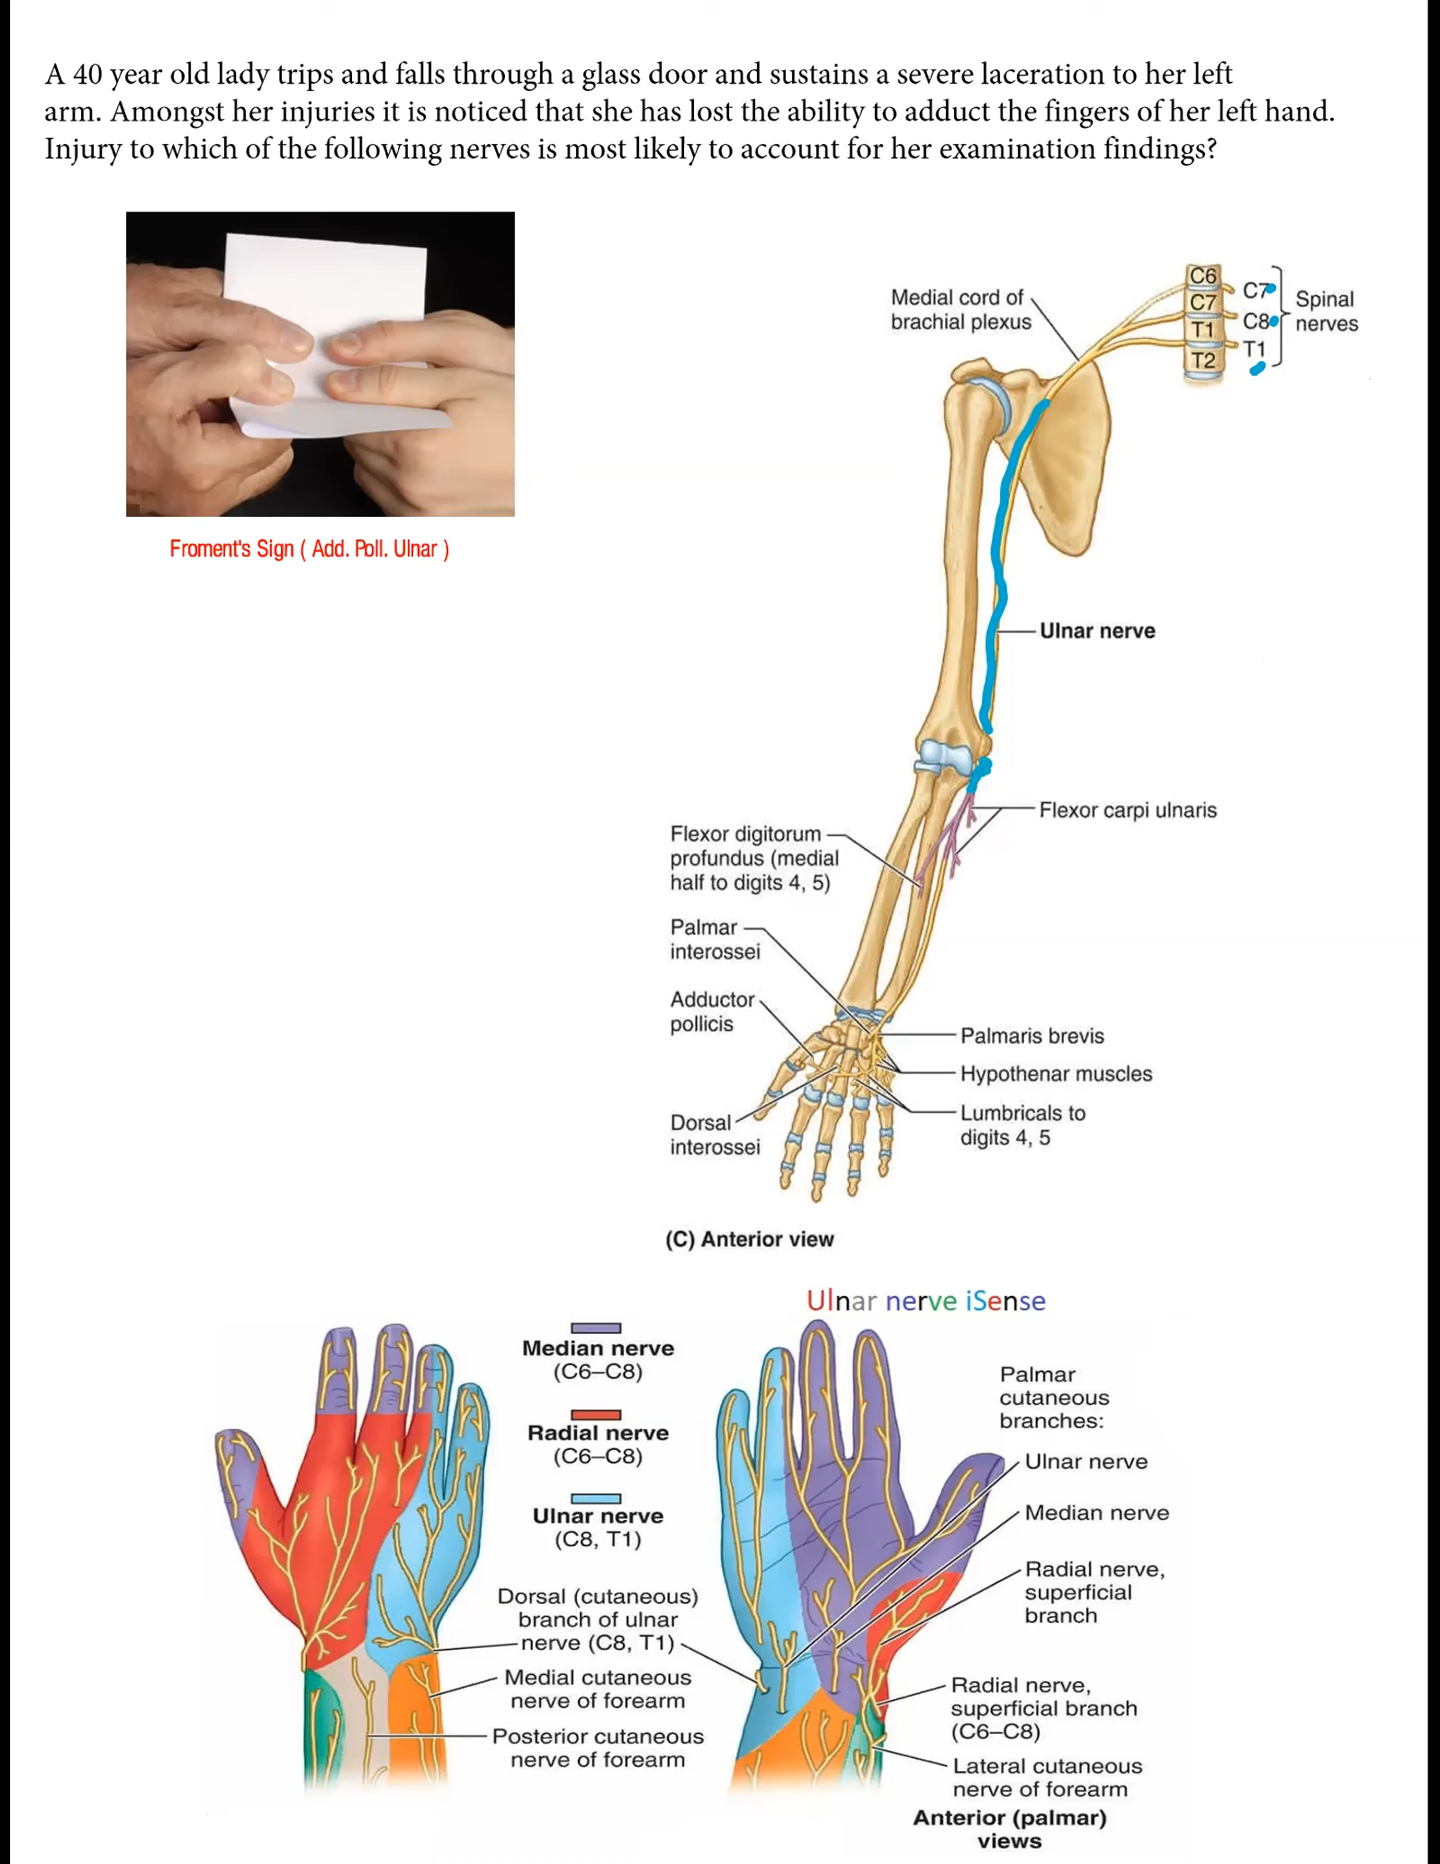 A 40 year old lady trips and falls through a glass door and sustains a severe laceration to her left
arm. Amongst her injuries it is noticed that she has lost the ability to adduct the fingers of her left hand.
Injury to which of the following nerves is most likely to account for her examination findings?
Froment's Sign ( Add. Poll. Ulnar )
Medial cord of
brachial plexus
C6
C7
T1
T2
C7
C8
T1
Spinal
nerves
Ulnar nerve
Flexor carpi ulnaris
Flexor digitorum
profundus (medial
half to digits 4, 5)
Palmar
interossei
Adductor
pollicis
Dorsal
interossei
Palmaris brevis
Hypothenar muscles
Lumbricals to
digits 4, 5
(C) Anterior view
Ulnar nerve iSense
Median nerve
(C6–C8)
Radial nerve
(C6–C8)
Ulnar nerve
(C8, T1)
Dorsal (cutaneous)
branch of ulnar
nerve (C8, T1)
Medial cutaneous
nerve of forearm
Posterior cutaneous
nerve of forearm
Palmar
cutaneous
branches:
Ulnar nerve
Median nerve
Radial nerve,
superficial
branch
Radial nerve,
superficial branch
(C6–C8)
Lateral cutaneous
nerve of forearm
Anterior (palmar)
views